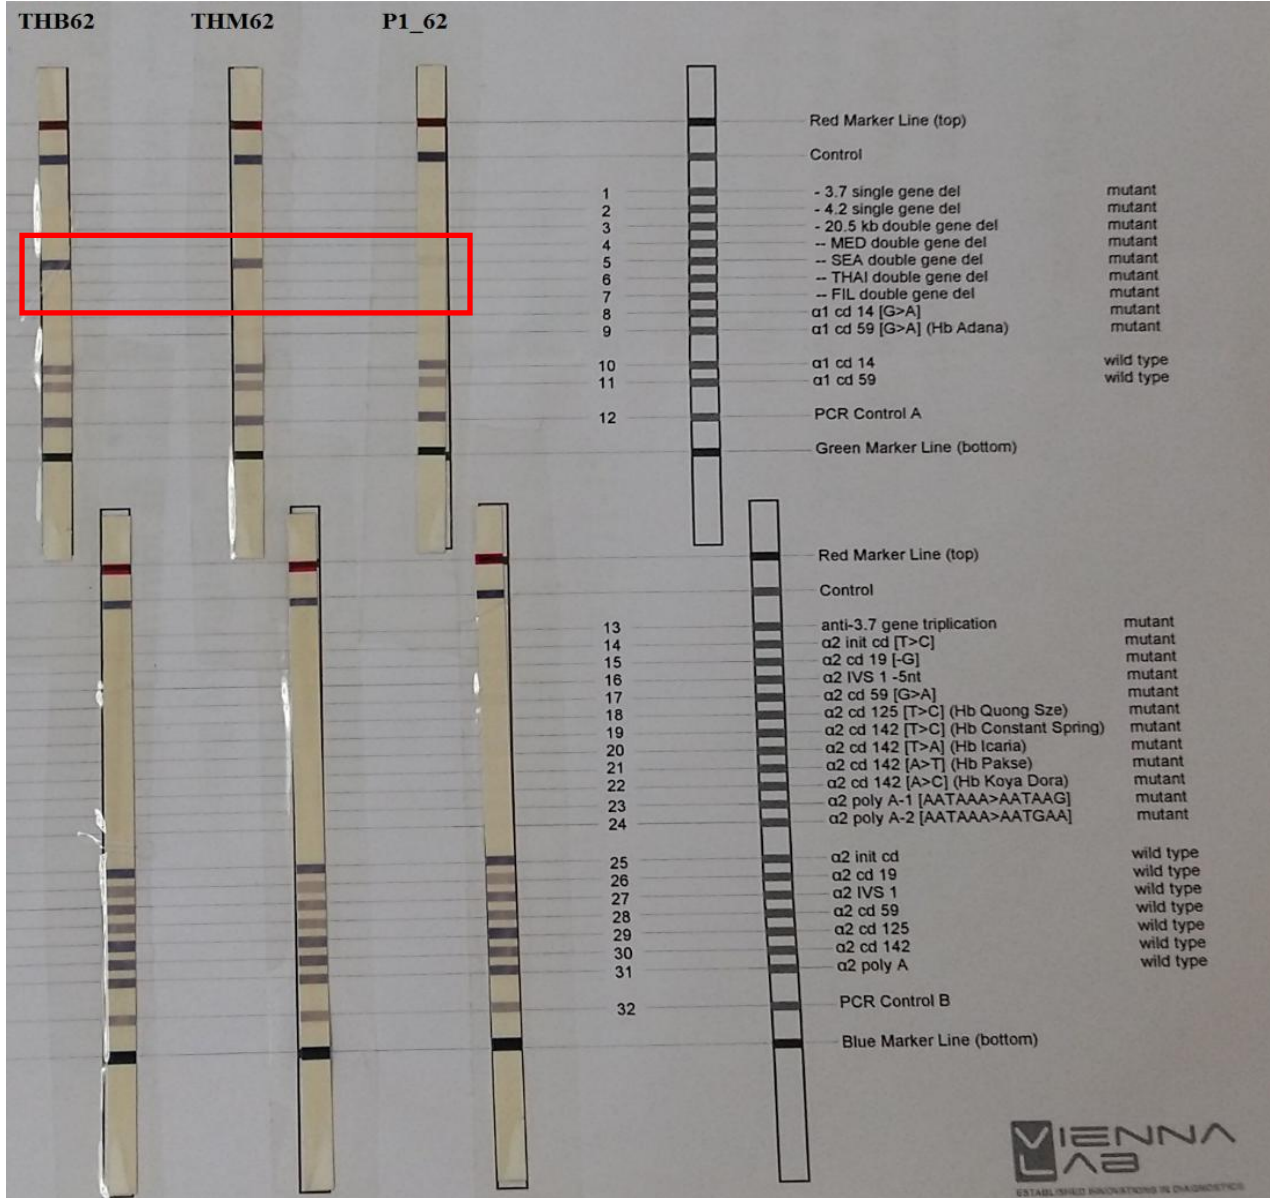 THB62 THM62 P1_62
Red Marker Line (top)
Control
1 - 3.7 single gene del mutant
2 - 4.2 single gene del mutant
3 - 20.5 kb double gene del mutant
4 -- MED double gene del mutant
5 -- SEA double gene del mutant
6 -- THAI double gene del mutant
7 -- FIL double gene del mutant
8 α1 cd 14 [G>A] mutant
9 α1 cd 59 [G>A] (Hb Adana) mutant
10 α1 cd 14 wild type
11 α1 cd 59 wild type
12 PCR Control A
Green Marker Line (bottom)
Red Marker Line (top)
Control
13 anti-3.7 gene triplication mutant
14 α2 init cd [T>C] mutant
15 α2 cd 19 [-G] mutant
16 α2 IVS 1 -5nt mutant
17 α2 cd 59 [G>A] mutant
18 α2 cd 125 [T>C] (Hb Quong Sze) mutant
19 α2 cd 142 [T>C] (Hb Constant Spring) mutant
20 α2 cd 142 [T>A] (Hb Icaria) mutant
21 α2 cd 142 [A>T] (Hb Pakse) mutant
22 α2 cd 142 [A>C] (Hb Koya Dora) mutant
23 α2 poly A-1 [AATAAA>AATAAG] mutant
24 α2 poly A-2 [AATAAA>AATGAA] mutant
25 α2 init cd wild type
26 α2 cd 19 wild type
27 α2 IVS 1 wild type
28 α2 cd 59 wild type
29 α2 cd 125 wild type
30 α2 cd 142 wild type
31 α2 poly A wild type
32 PCR Control B
Blue Marker Line (bottom)
VIENNA
LAB
ESTABLISHED INNOVATIONS IN DIAGNOSTICS